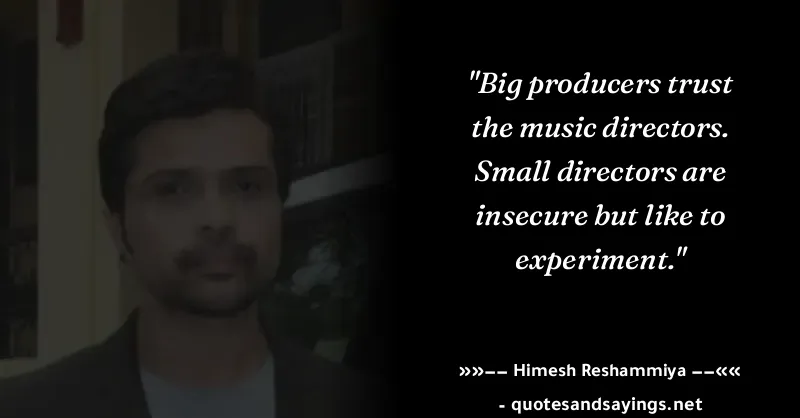 "Big producers trust
the music directors.
Small directors are
insecure but like to
experiment."
»»−− Himesh Reshammiya −−««
- quotesandsayings.net